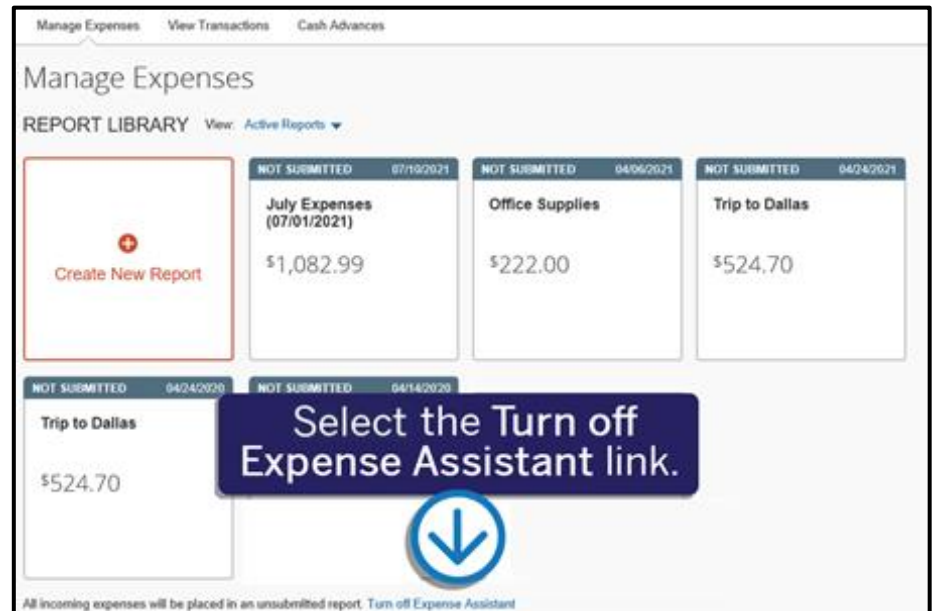 Manage Expenses View Transactions Cash Advances
Manage Expenses
REPORT LIBRARY View: Active Reports
Create New Report
NOT SUBMITTED 07/10/2021
July Expenses
(07/01/2021)
$1,082.99
NOT SUBMITTED 04/06/2021
Office Supplies
$222.00
NOT SUBMITTED 04/24/2021
Trip to Dallas
$524.70
NOT SUBMITTED 04/24/2020
Trip to Dallas
$524.70
NOT SUBMITTED 04/14/2020
Select the Turn off
Expense Assistant link.
All incoming expenses will be placed in an unsubmitted report. Turn off Expense Assistant